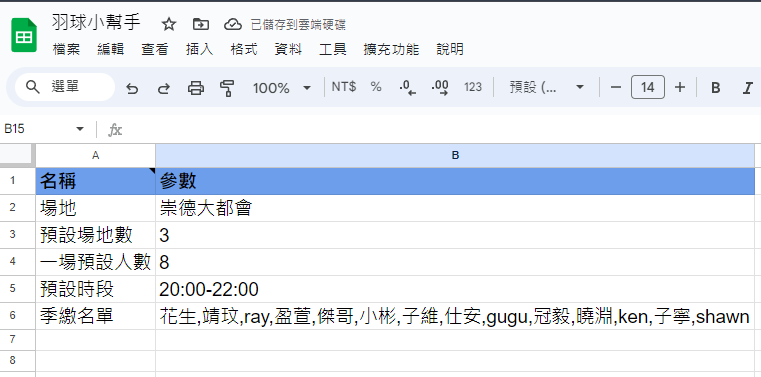 羽球小幫手 已儲存到雲端硬碟
檔案 編輯 查看 插入 格式 資料 工具 擴充功能 說明
選單 100% NT$ % .0 .00 123 預設 (... 14 B I
B15 fx
A B
1 名稱 參數
2 場地 崇德大都會
3 預設場地數 3
4 一場預設人數 8
5 預設時段 20:00-22:00
6 季繳名單 花生,靖玟,ray,盈萱,傑哥,小彬,子維,仕安,gugu,冠毅,曉淵,ken,子寧,shawn
7
8